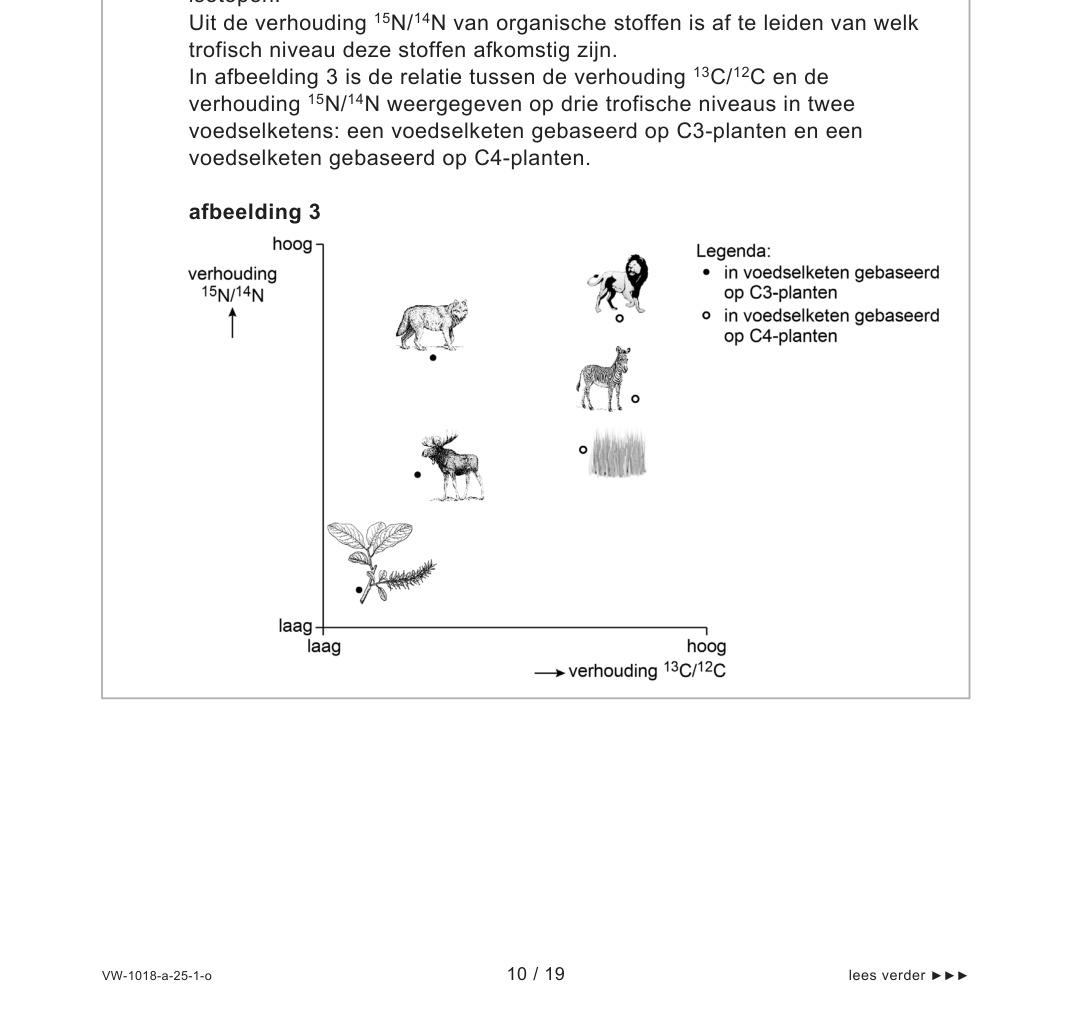 Uit de verhouding ¹⁵N/¹⁴N van organische stoffen is af te leiden van welk
trofisch niveau deze stoffen afkomstig zijn.
In afbeelding 3 is de relatie tussen de verhouding ¹³C/¹²C en de
verhouding ¹⁵N/¹⁴N weergegeven op drie trofische niveaus in twee
voedselketens: een voedselketen gebaseerd op C3-planten en een
voedselketen gebaseerd op C4-planten.
afbeelding 3
hoog
verhouding
¹⁵N/¹⁴N
Legenda:
in voedselketen gebaseerd
op C3-planten
in voedselketen gebaseerd
op C4-planten
laag
laag
hoog
verhouding ¹³C/¹²C
VW-1018-a-25-1-o
10 / 19
lees verder ►►►